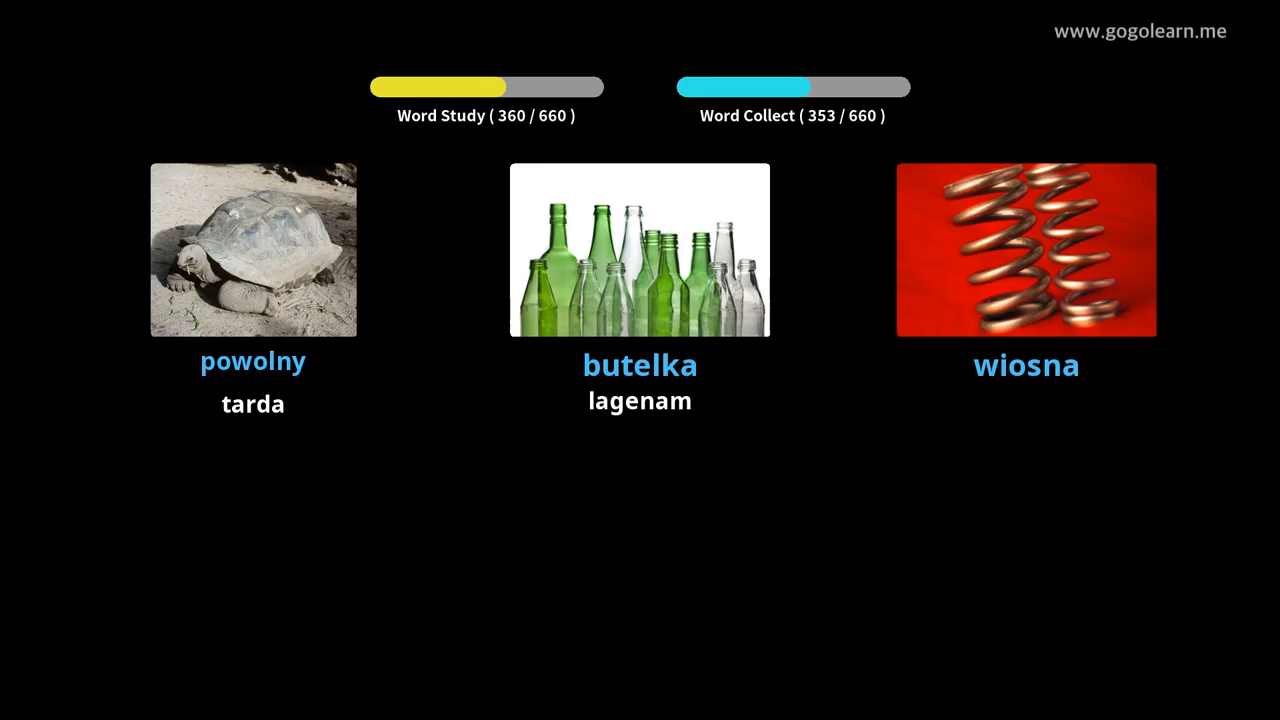 www.gogolearn.me
Word Study ( 360 / 660 )
Word Collect ( 353 / 660 )
powolny
tarda
butelka
lagenam
wiosna